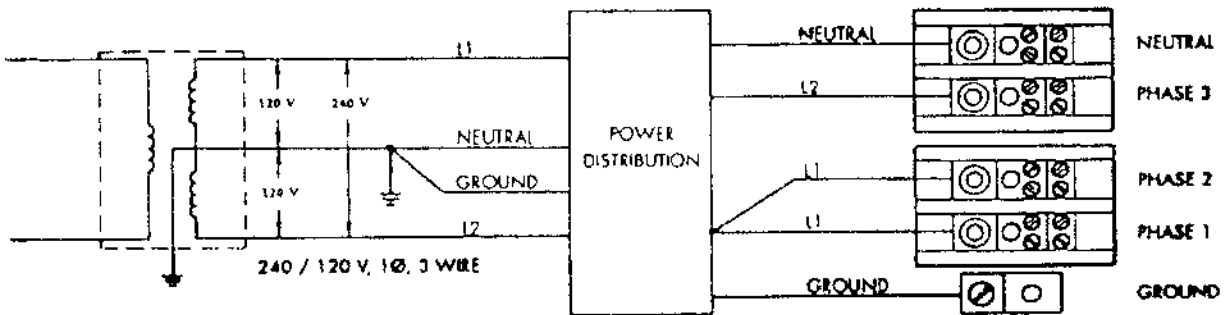 L1
120 V
240 V
NEUTRAL
GROUND
120 V
L2
240 / 120 V, 1Ø, 3 WIRE
POWER
DISTRIBUTION
NEUTRAL
L2
L1
L1
GROUND
NEUTRAL
PHASE 3
PHASE 2
PHASE 1
GROUND